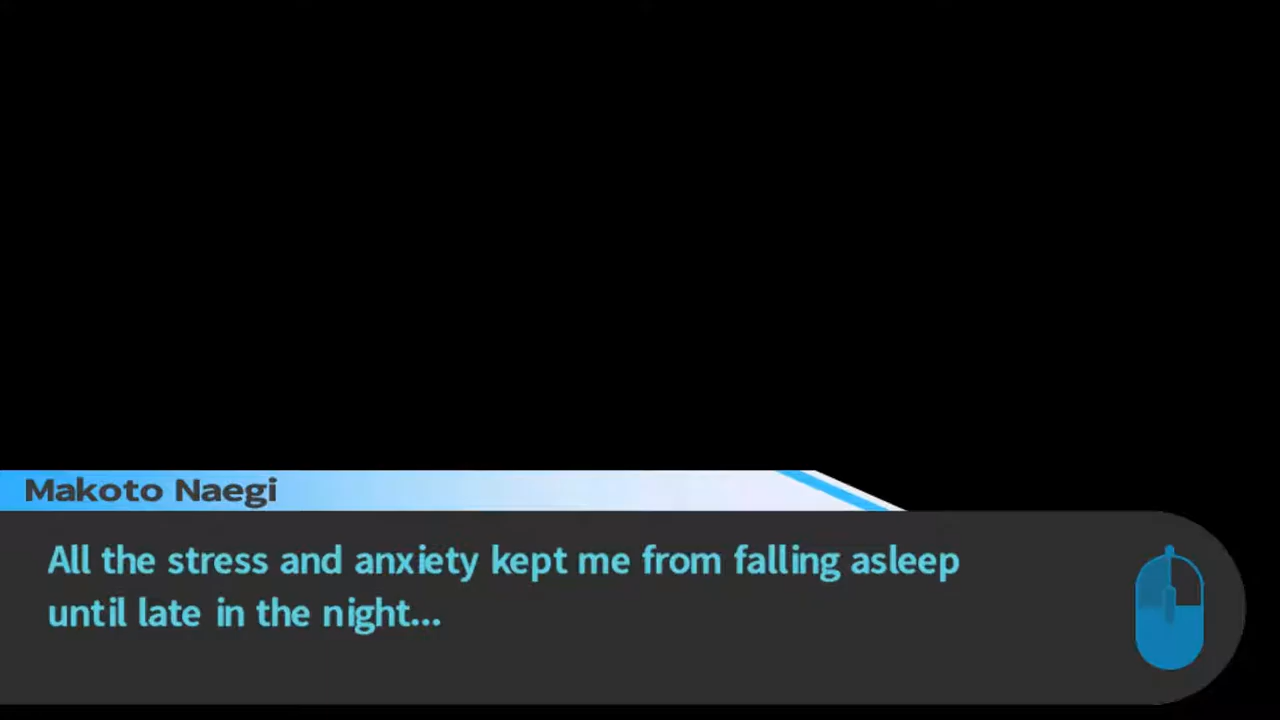 Makoto Naegi
All the stress and anxiety kept me from falling asleep
until late in the night...